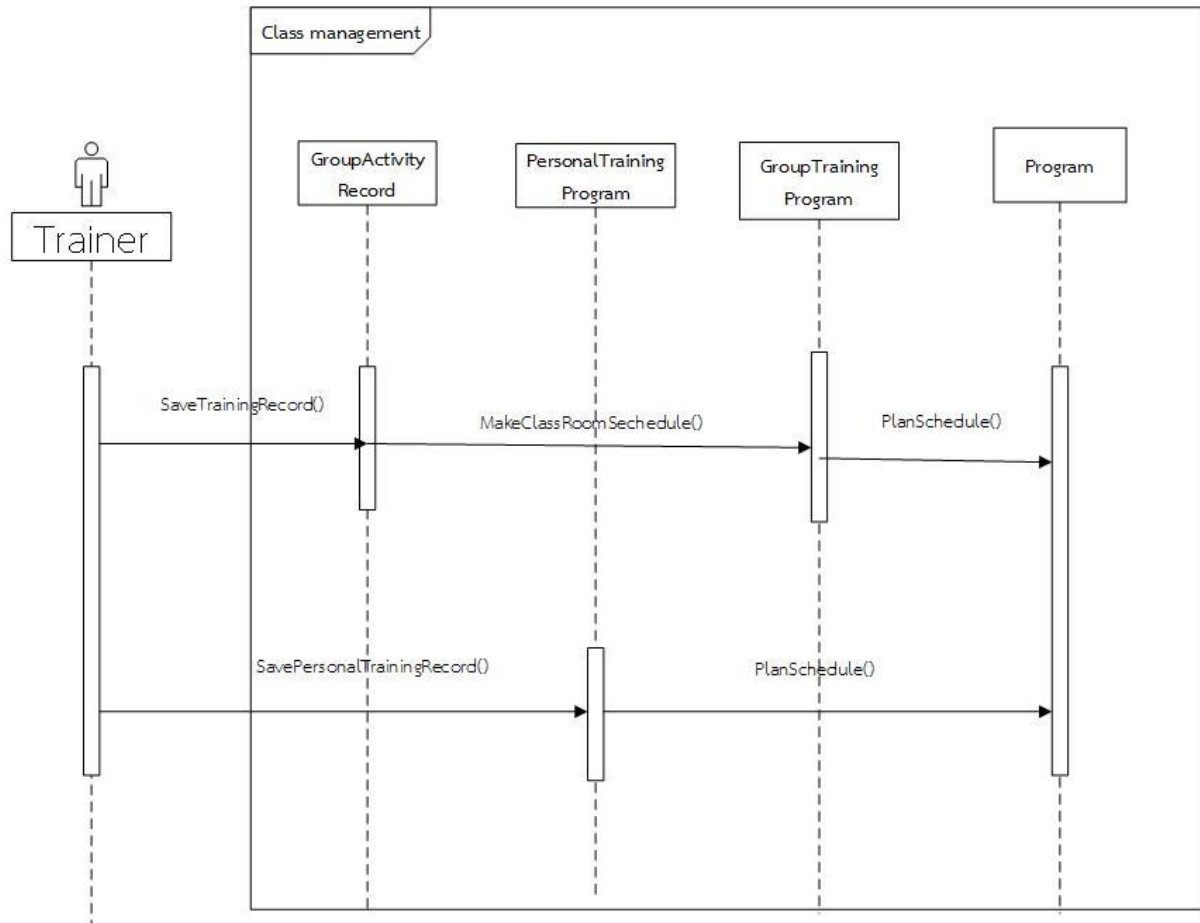 Class management
GroupActivity
Record
PersonalTraining
Program
GroupTraining
Program
Program
Trainer
SaveTrainingRecord()
MakeClassRoomSechedule()
PlanSchedule()
SavePersonalTrainingRecord()
PlanSchedule()